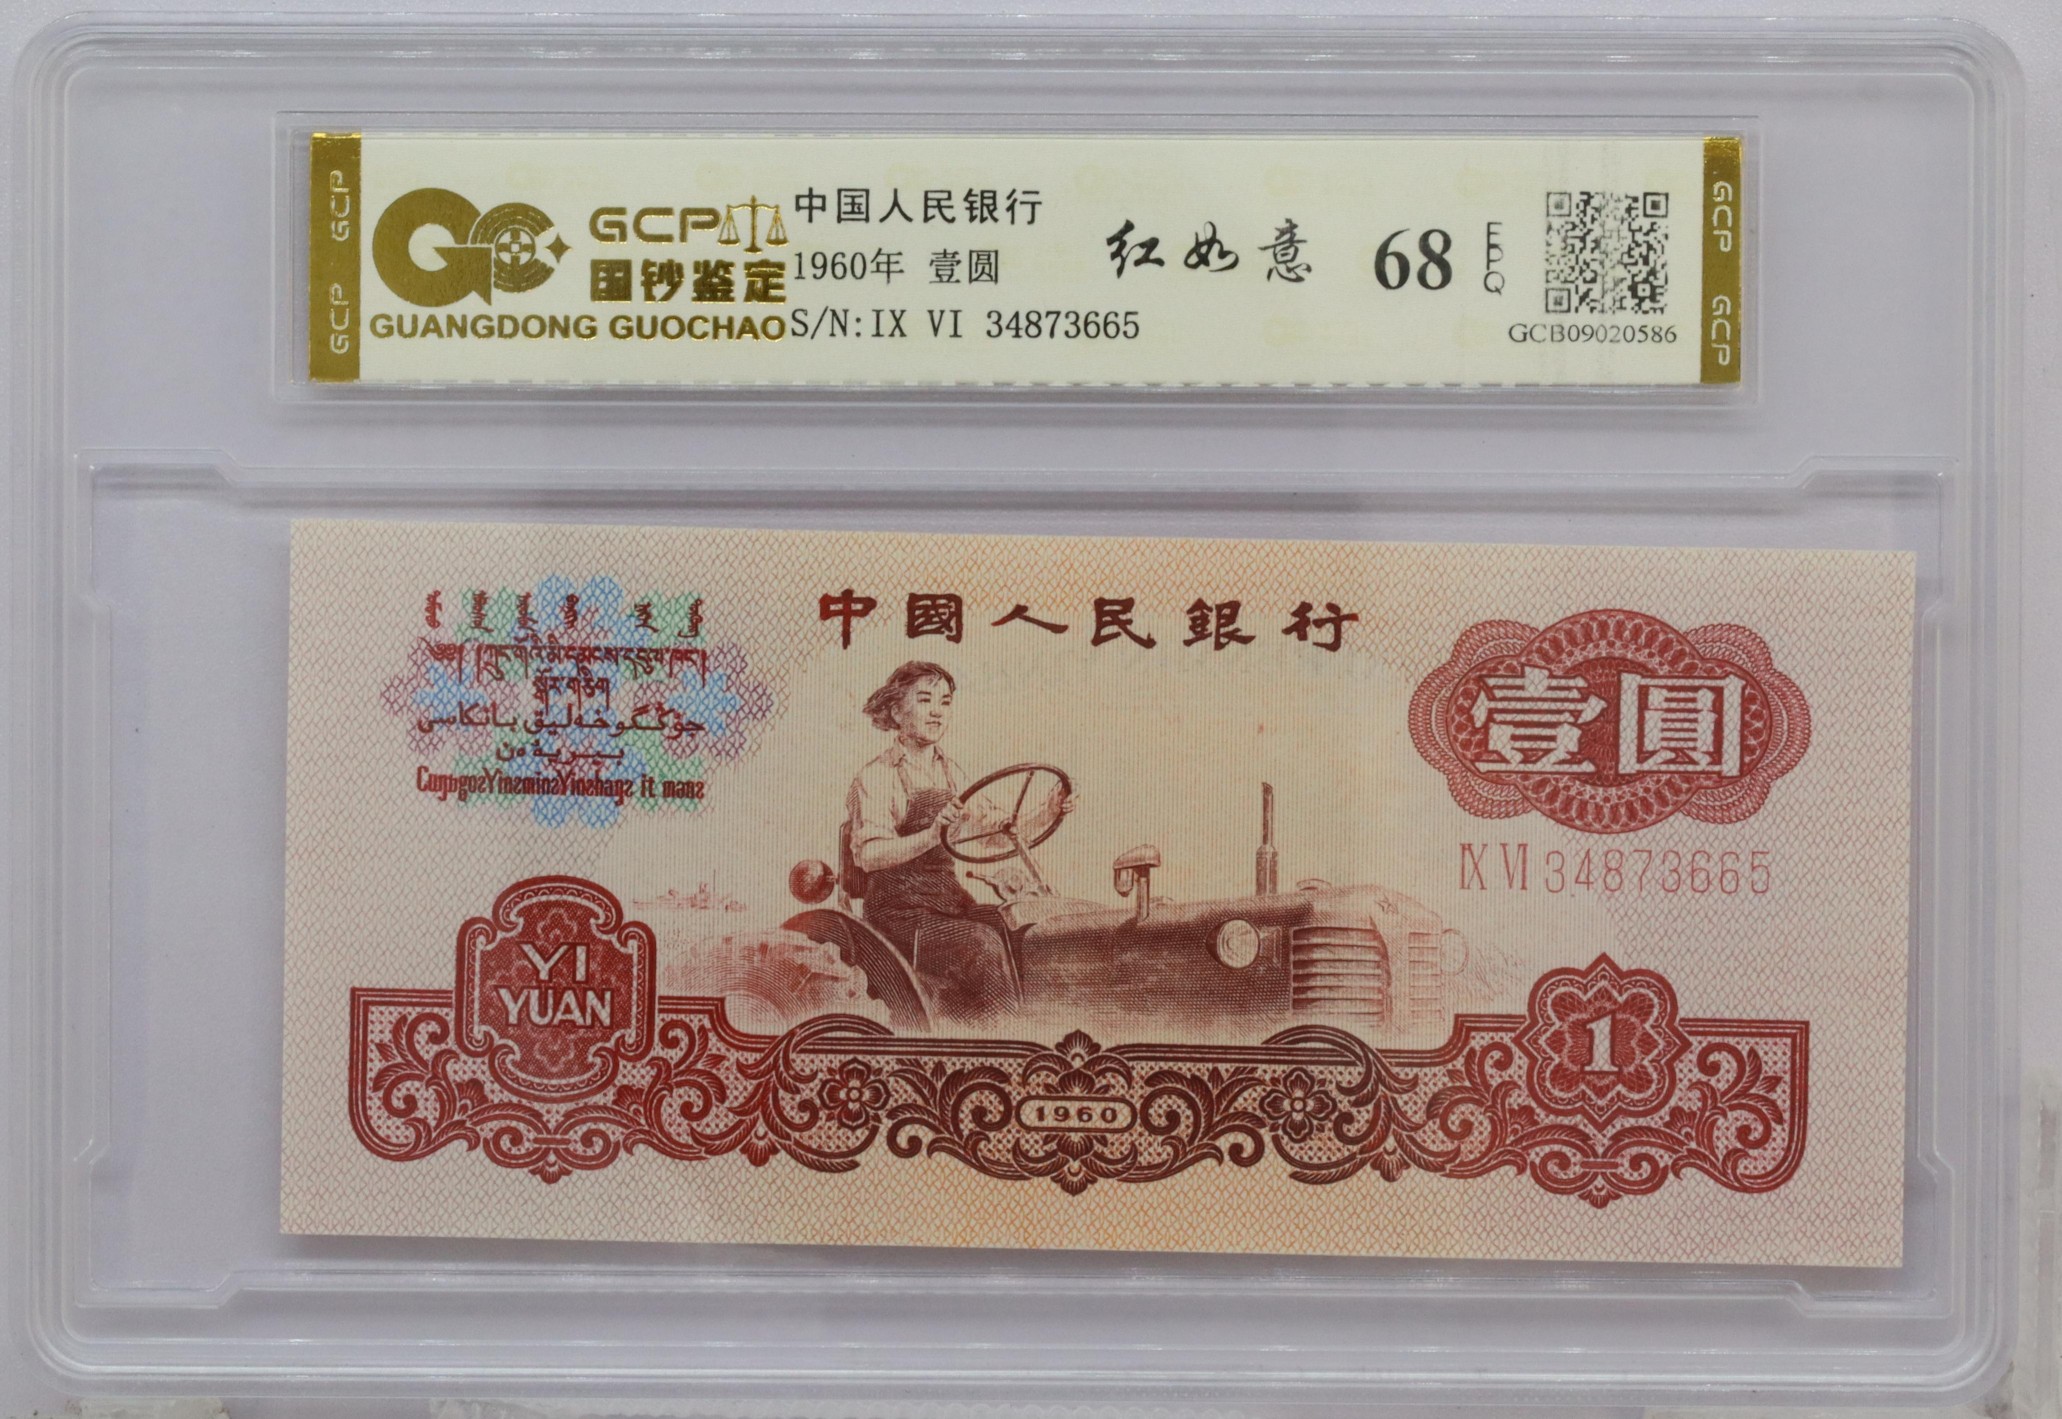 GCP
GCP
GCP
国钞鉴定
GUANGDONG GUOCHAO
中国人民银行
1960年 壹圆
S/N:IX VI 34873665
红如意
68
EPQ
GCB09020586
GCP
GCP
中國人民銀行
壹圓
IX VI 34873665
YI
YUAN
1960
1